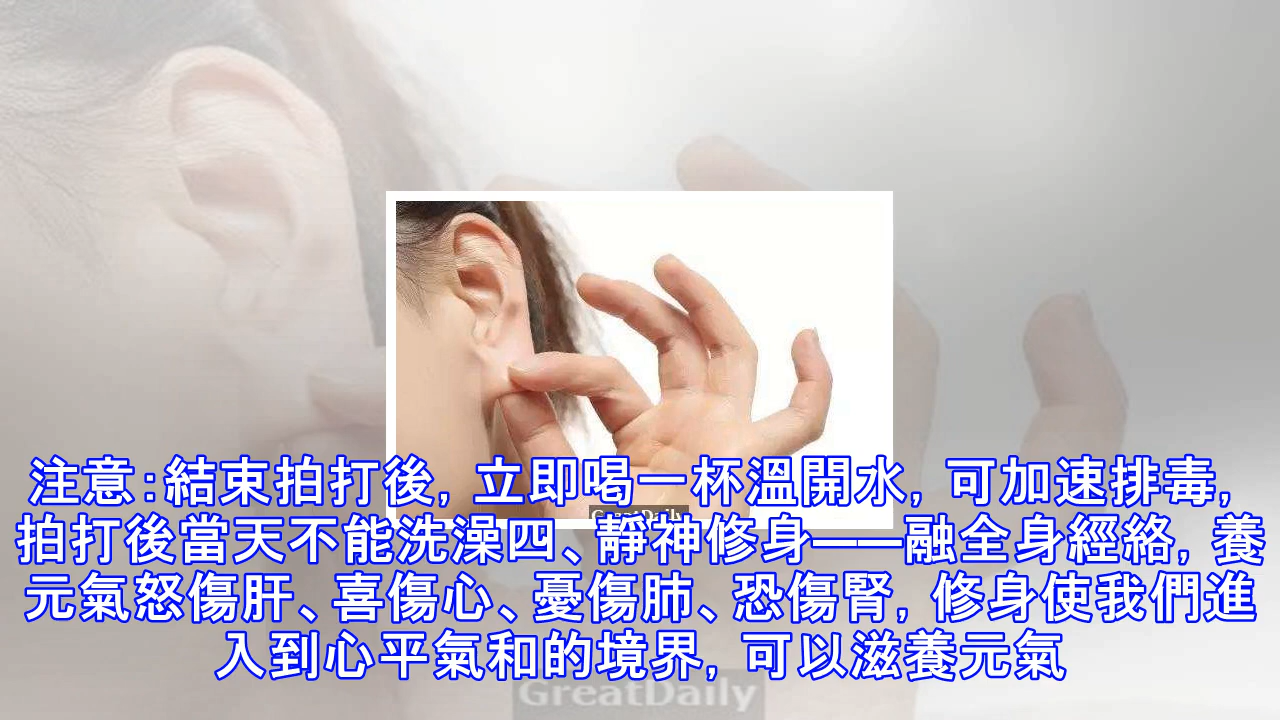 GreatDaily
注意:結束拍打後, 立即喝一杯溫開水, 可加速排毒,
拍打後當天不能洗澡四、靜神修身——融全身經絡, 養
元氣怒傷肝、喜傷心、憂傷肺、恐傷腎, 修身使我們進
入到心平氣和的境界, 可以滋養元氣
GreatDaily